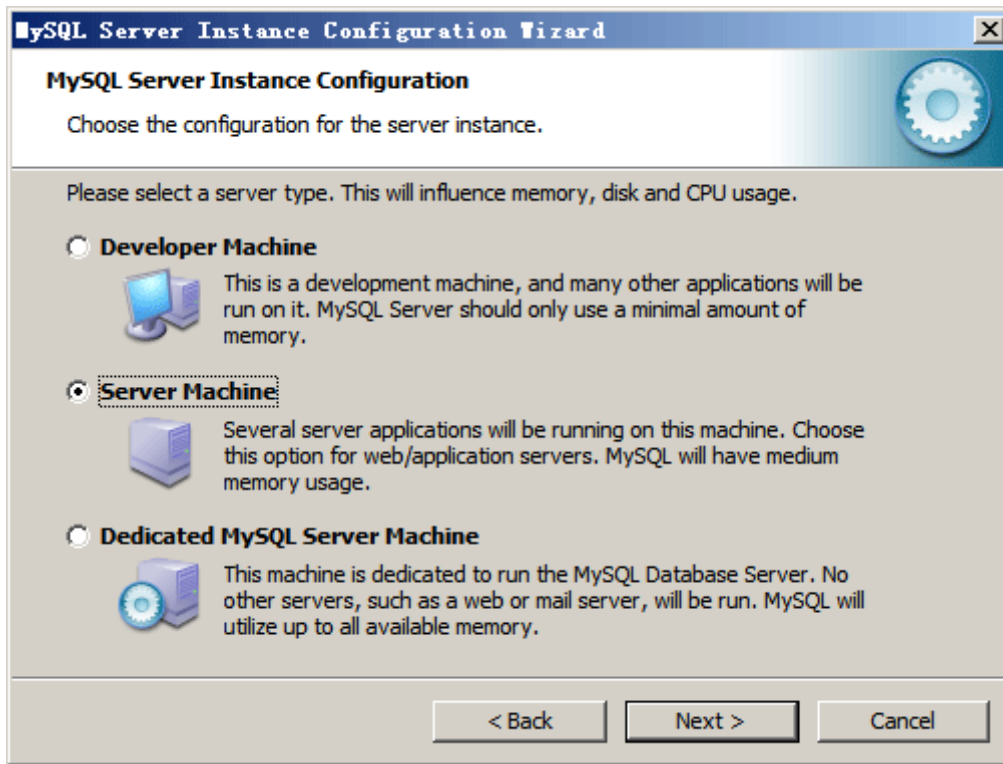 MySQL Server Instance Configuration Wizard
MySQL Server Instance Configuration
Choose the configuration for the server instance.
Please select a server type. This will influence memory, disk and CPU usage.
Developer Machine
This is a development machine, and many other applications will be
run on it. MySQL Server should only use a minimal amount of
memory.
Server Machine
Several server applications will be running on this machine. Choose
this option for web/application servers. MySQL will have medium
memory usage.
Dedicated MySQL Server Machine
This machine is dedicated to run the MySQL Database Server. No
other servers, such as a web or mail server, will be run. MySQL will
utilize up to all available memory.
< Back Next > Cancel